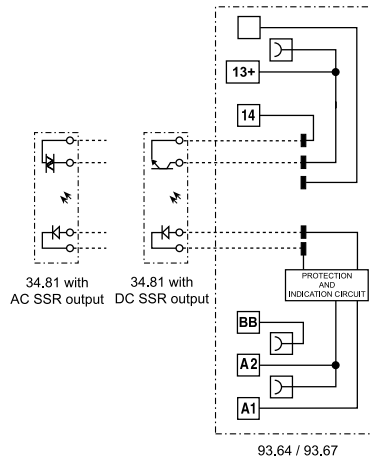 13+
14
34.81 with
AC SSR output
34.81 with
DC SSR output
PROTECTION
AND
INDICATION CIRCUIT
BB
A2
A1
93.64 / 93.67